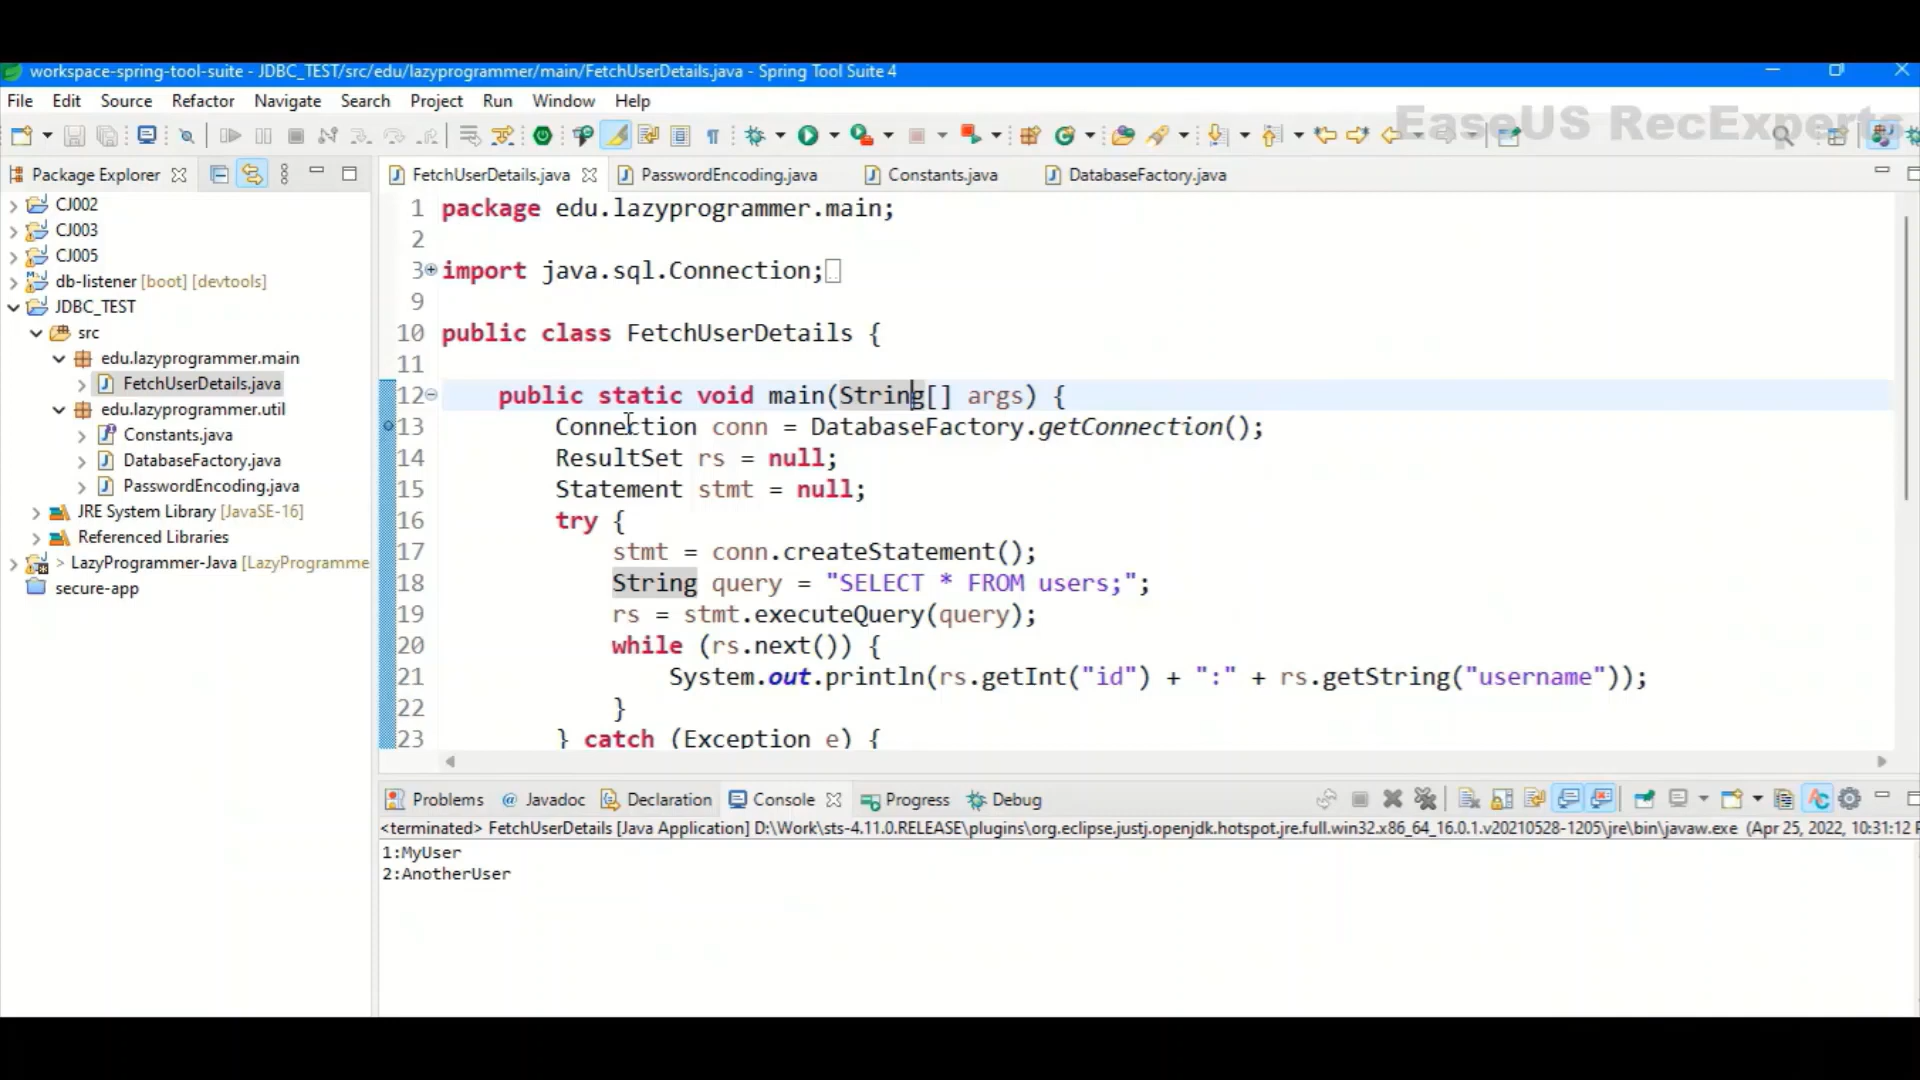 workspace-spring-tool-suite - JDBC_TEST/src/edu/lazyprogrammer/main/FetchUserDetails.java - Spring Tool Suite 4
File Edit Source Refactor Navigate Search Project Run Window Help
EaseUS RecExperts
Package Explorer
CJ002
CJ003
CJ005
db-listener [boot] [devtools]
JDBC_TEST
src
edu.lazyprogrammer.main
FetchUserDetails.java
edu.lazyprogrammer.util
Constants.java
DatabaseFactory.java
PasswordEncoding.java
JRE System Library [JavaSE-16]
Referenced Libraries
> LazyProgrammer-Java [LazyProgramme
secure-app
FetchUserDetails.java PasswordEncoding.java Constants.java DatabaseFactory.java
1 package edu.lazyprogrammer.main;
2
3 import java.sql.Connection;
9
10 public class FetchUserDetails {
11
12 public static void main(String[] args) {
13 Connection conn = DatabaseFactory.getConnection();
14 ResultSet rs = null;
15 Statement stmt = null;
16 try {
17 stmt = conn.createStatement();
18 String query = "SELECT * FROM users;";
19 rs = stmt.executeQuery(query);
20 while (rs.next()) {
21 System.out.println(rs.getInt("id") + ":" + rs.getString("username"));
22 }
23 } catch (Exception e) {
Problems @ Javadoc Declaration Console Progress Debug
<terminated> FetchUserDetails [Java Application] D:\Work\sts-4.11.0.RELEASE\plugins\org.eclipse.justj.openjdk.hotspot.jre.full.win32.x86_64_16.0.1.v20210528-1205\jre\bin\javaw.exe (Apr 25, 2022, 10:31:12 P
1:MyUser
2:AnotherUser